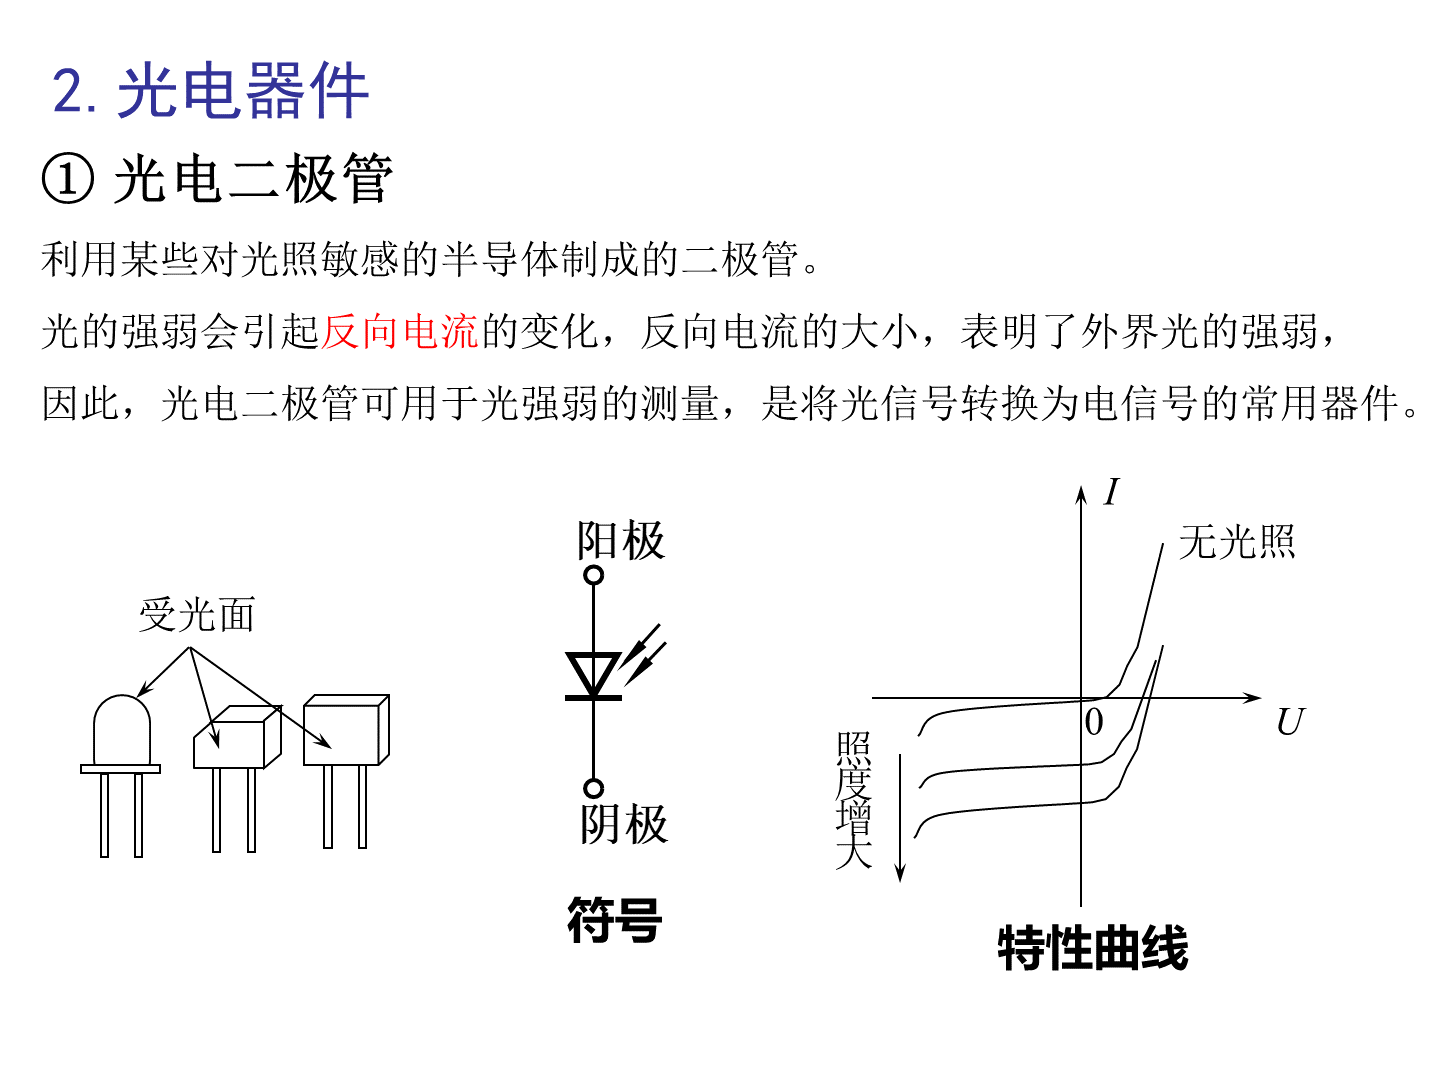 2.光电器件
① 光电二极管
利用某些对光照敏感的半导体制成的二极管。
光的强弱会引起反向电流的变化，反向电流的大小，表明了外界光的强弱，
因此，光电二极管可用于光强弱的测量，是将光信号转换为电信号的常用器件。
受光面
阳极
阴极
符号
I
无光照
0
U
照度增大
特性曲线